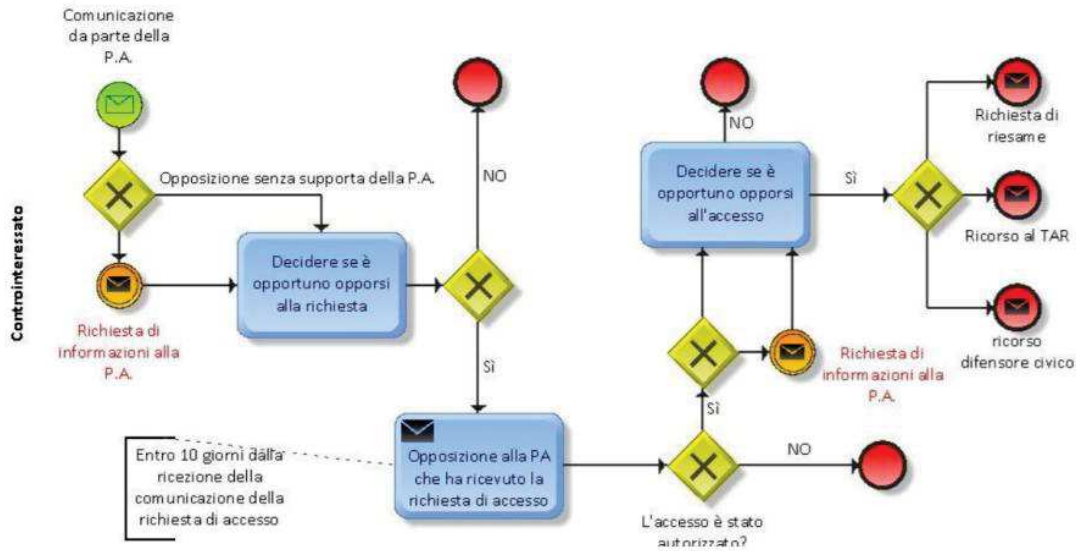 Comunicazione
da parte della
P.A.
Opposizione senza supporta della P.A.
NO
Decidere se è
opportuno opporsi
alla richiesta
Richiesta di
informazioni alla
P.A.
Sì
Controinteressato
Entro 10 giorni dalla
ricezione della
comunicazione della
richiesta di accesso
Opposizione alla PA
che ha ricevuto la
richiesta di accesso
NO
Decidere se è
opportuno opporsi
all'accesso
Sì
Richiesta di
riesame
Ricorso al TAR
ricorso
difensore civico
Richiesta di
informazioni alla
P.A.
Sì
NO
L'accesso è stato
autorizzato?